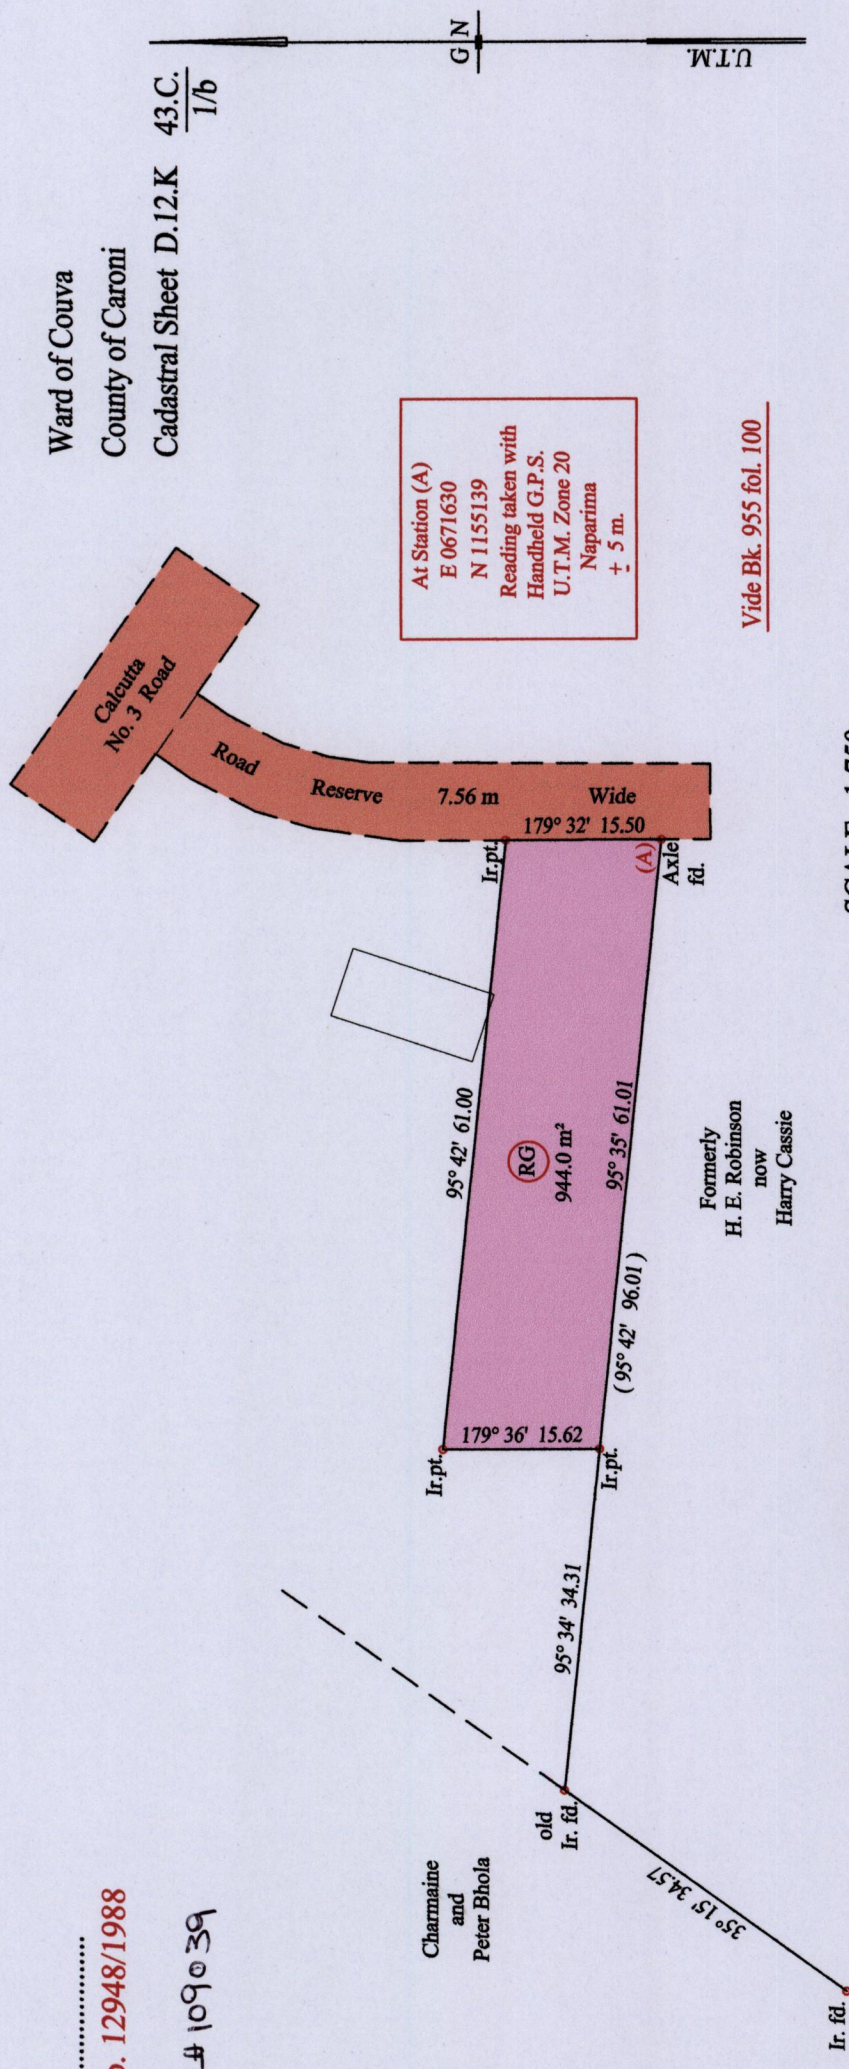 Ward of Couva
County of Caroni
Cadastral Sheet D.12.K 43.C.
1/b
G N
U.T.M.
At Station (A)
E 0671630
N 1155139
Reading taken with
Handheld G.P.S.
U.T.M. Zone 20
Naparima
± 5 m.
Vide Bk. 955 fol. 100
Calcutta
No. 3 Road
Road Reserve 7.56 m Wide
179° 32' 15.50
Ir.pt.
(A)
Axle
fd.
95° 42' 61.00
RG
944.0 m²
95° 35' 61.01
( 95° 42' 96.01 )
179° 36' 15.62
Ir.pt.
Ir.pt.
Formerly
H. E. Robinson
now
Harry Cassie
95° 34' 34.31
old
Ir. fd.
Charmaine
and
Peter Bhola
35° 15' 34.57
Ir. fd.
12948/1988
# 109039